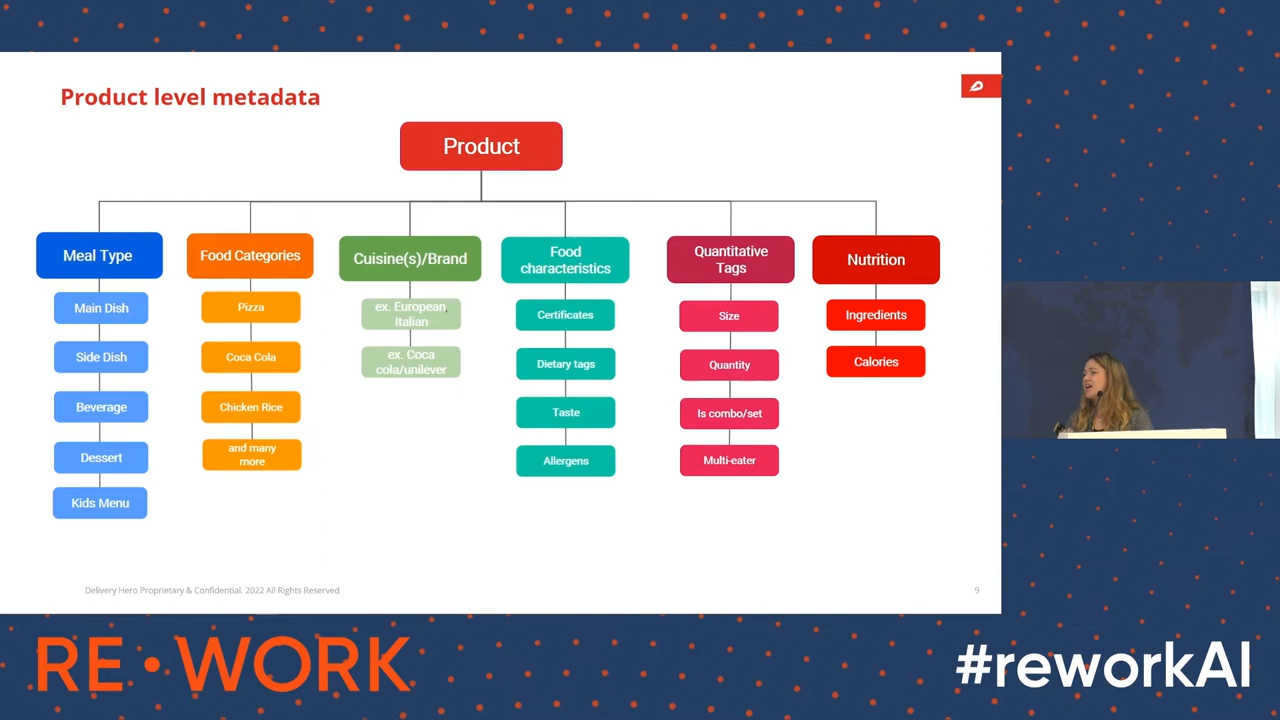 Product level metadata
Product
Meal Type
Main Dish
Side Dish
Beverage
Dessert
Kids Menu
Food Categories
Pizza
Coca Cola
Chicken Rice
and many
more
Cuisine(s)/Brand
ex. European
Italian
ex. Coca
cola/unilever
Food
characteristics
Certificates
Dietary tags
Taste
Allergens
Quantitative
Tags
Size
Quantity
Is combo/set
Multi-eater
Nutrition
Ingredients
Calories
Delivery Hero Proprietary & Confidential, 2022 All Rights Reserved
9
RE•WORK
#reworkAI